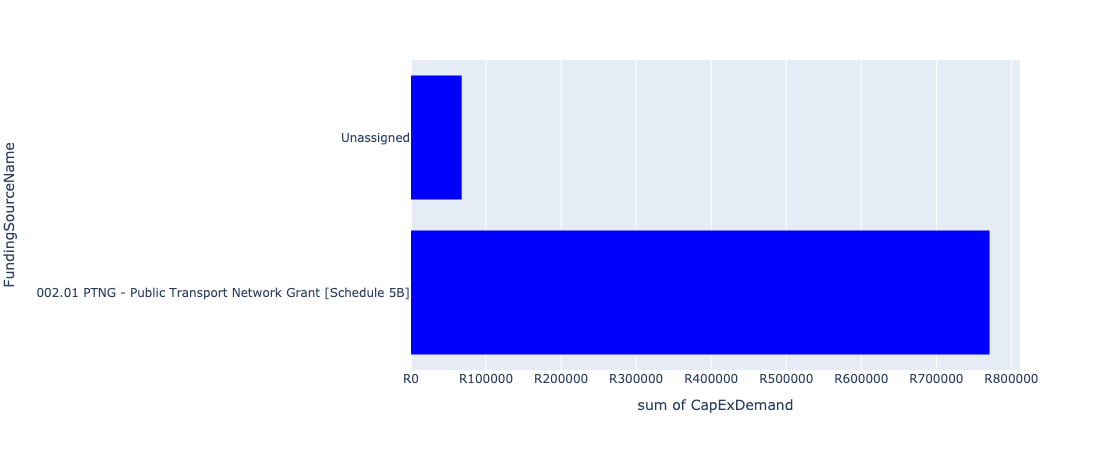 FundingSourceName
Unassigned
002.01 PTNG - Public Transport Network Grant [Schedule 5B]
R0 R100000 R200000 R300000 R400000 R500000 R600000 R700000 R800000
sum of CapExDemand